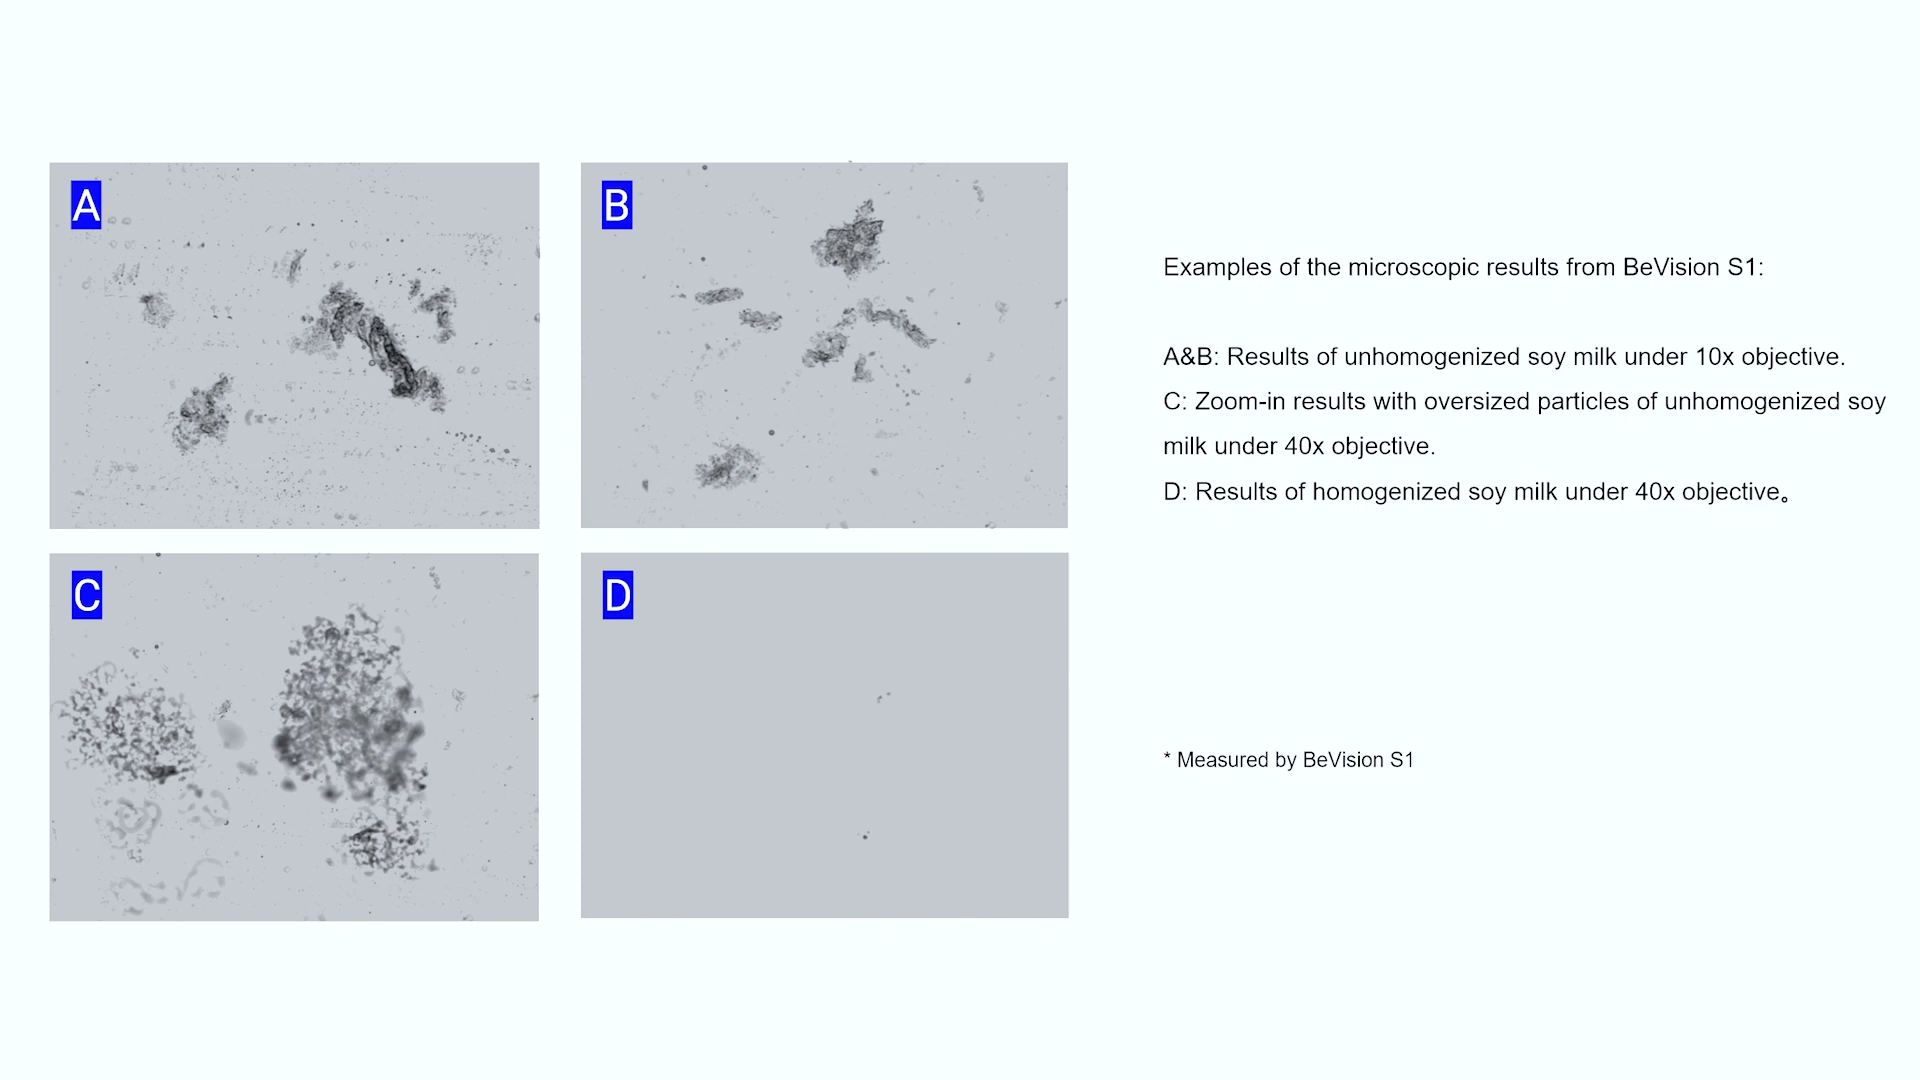 A
B
Examples of the microscopic results from BeVision S1:
A&B: Results of unhomogenized soy milk under 10x objective.
C: Zoom-in results with oversized particles of unhomogenized soy
milk under 40x objective.
D: Results of homogenized soy milk under 40x objective。
C
D
* Measured by BeVision S1